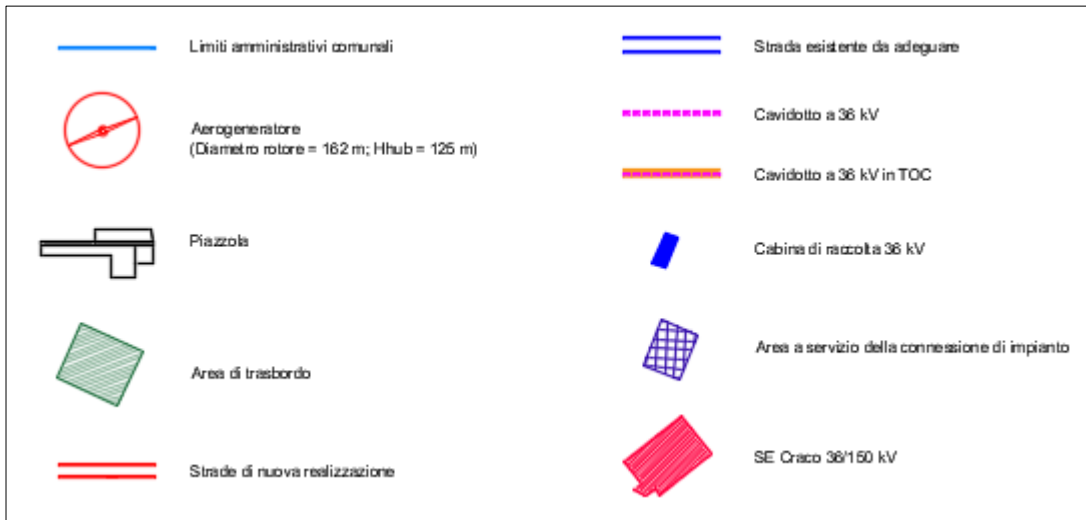 Limiti amministrativi comunali
Aerogeneratore
(Diametro rotore = 162 m; Hhub = 125 m)
Piazzola
Area di trasbordo
Strade di nuova realizzazione
Strada esistente da adeguare
Cavidotto a 36 kV
Cavidotto a 36 kV in TOC
Cabina di raccolta 36 kV
Area a servizio della connessione di impianto
SE Craco 36/150 kV